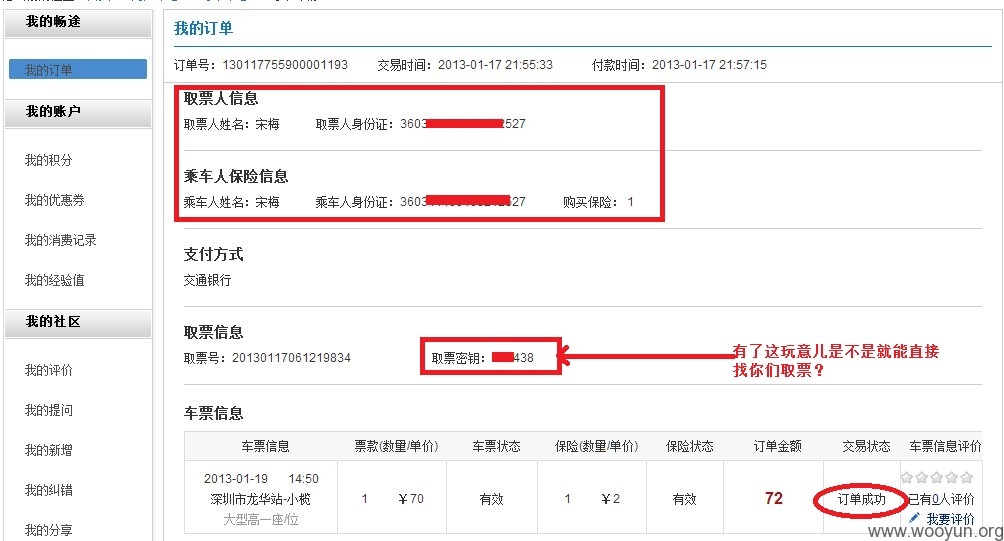 我的畅途
我的订单
我的账户
我的积分
我的优惠券
我的消费记录
我的经验值
我的社区
我的评价
我的提问
我的新增
我的纠错
我的分享
我的订单
订单号：130117755900001193 交易时间：2013-01-17 21:55:33 付款时间：2013-01-17 21:57:15
取票人信息
取票人姓名：宋梅 取票人身份证：3603 2527
乘车人保险信息
乘车人姓名：宋梅 乘车人身份证：3603 527 购买保险： 1
支付方式
交通银行
取票信息
取票号：20130117061219834 取票密钥： 438
有了这玩意儿是不是就能直接
找你们取票？
车票信息
车票信息 票款(数量/单价) 车票状态 保险(数量/单价) 保险状态 订单金额 交易状态 车票信息评价
2013-01-19 14:50
深圳市龙华站-小榄
大型高一座/位
1 ￥70 有效 1 ￥2 有效 72 订单成功
已有0人评价
我要评价
www.wooyun.org